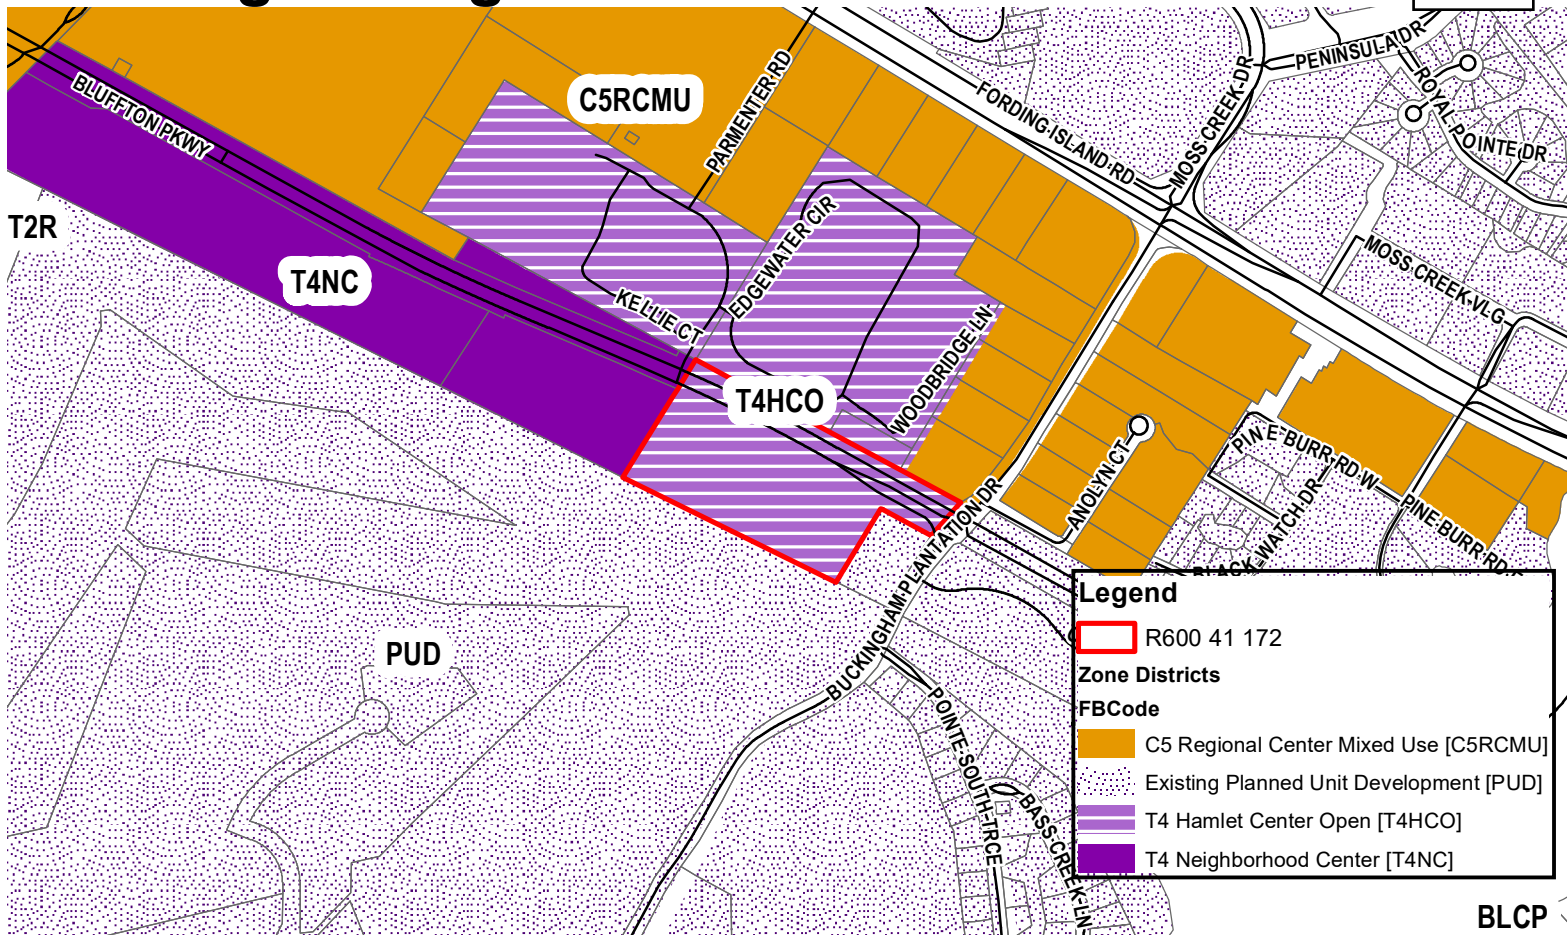 PENINSULA DR
ROYAL POINTE DR
C5RCMU
PARMENTER RD
FORDING ISLAND RD
MOSS CREEK DR
BLUFFTON PKWY
T2R
T4NC
EDGEWATER CIR
MOSS CREEK VLG
KELLIE CT
WOODBRIDGE LN
T4HCO
PINE BURR RD W
ANOLYN CT
BLACK WATCH DR
PINE BURR RD
BUCKINGHAM PLANTATION DR
PUD
POINTE SOUTH TRCE
BASS CREEK LN
Legend
R600 41 172
Zone Districts
FBCode
C5 Regional Center Mixed Use [C5RCMU]
Existing Planned Unit Development [PUD]
T4 Hamlet Center Open [T4HCO]
T4 Neighborhood Center [T4NC]
BLCP